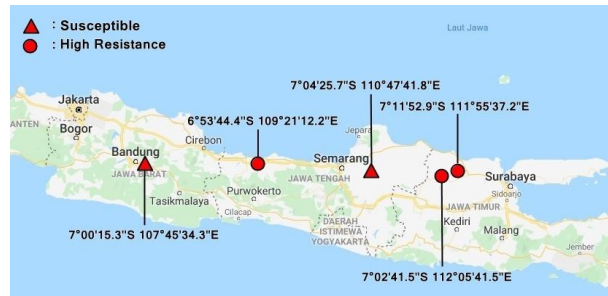 : Susceptible
: High Resistance
Laut Jawa
7°04'25.7"S 110°47'41.8"E
7°11'52.9"S 111°55'37.2"E
6°53'44.4"S 109°21'12.2"E
Jakarta
ANTEN
Bogor
Cirebon
Jepara
Bandung
JAWA BARAT
Semarang
JAWA TENGAH
Surabaya
Sidoarjo
Tasikmalaya
Purwokerto
Cilacap
DAERAH
ISTIMEWA
YOGYAKARTA
JAWA TIMUR
Kediri
Malang
Jember
7°00'15.3"S 107°45'34.3"E
7°02'41.5"S 112°05'41.5"E